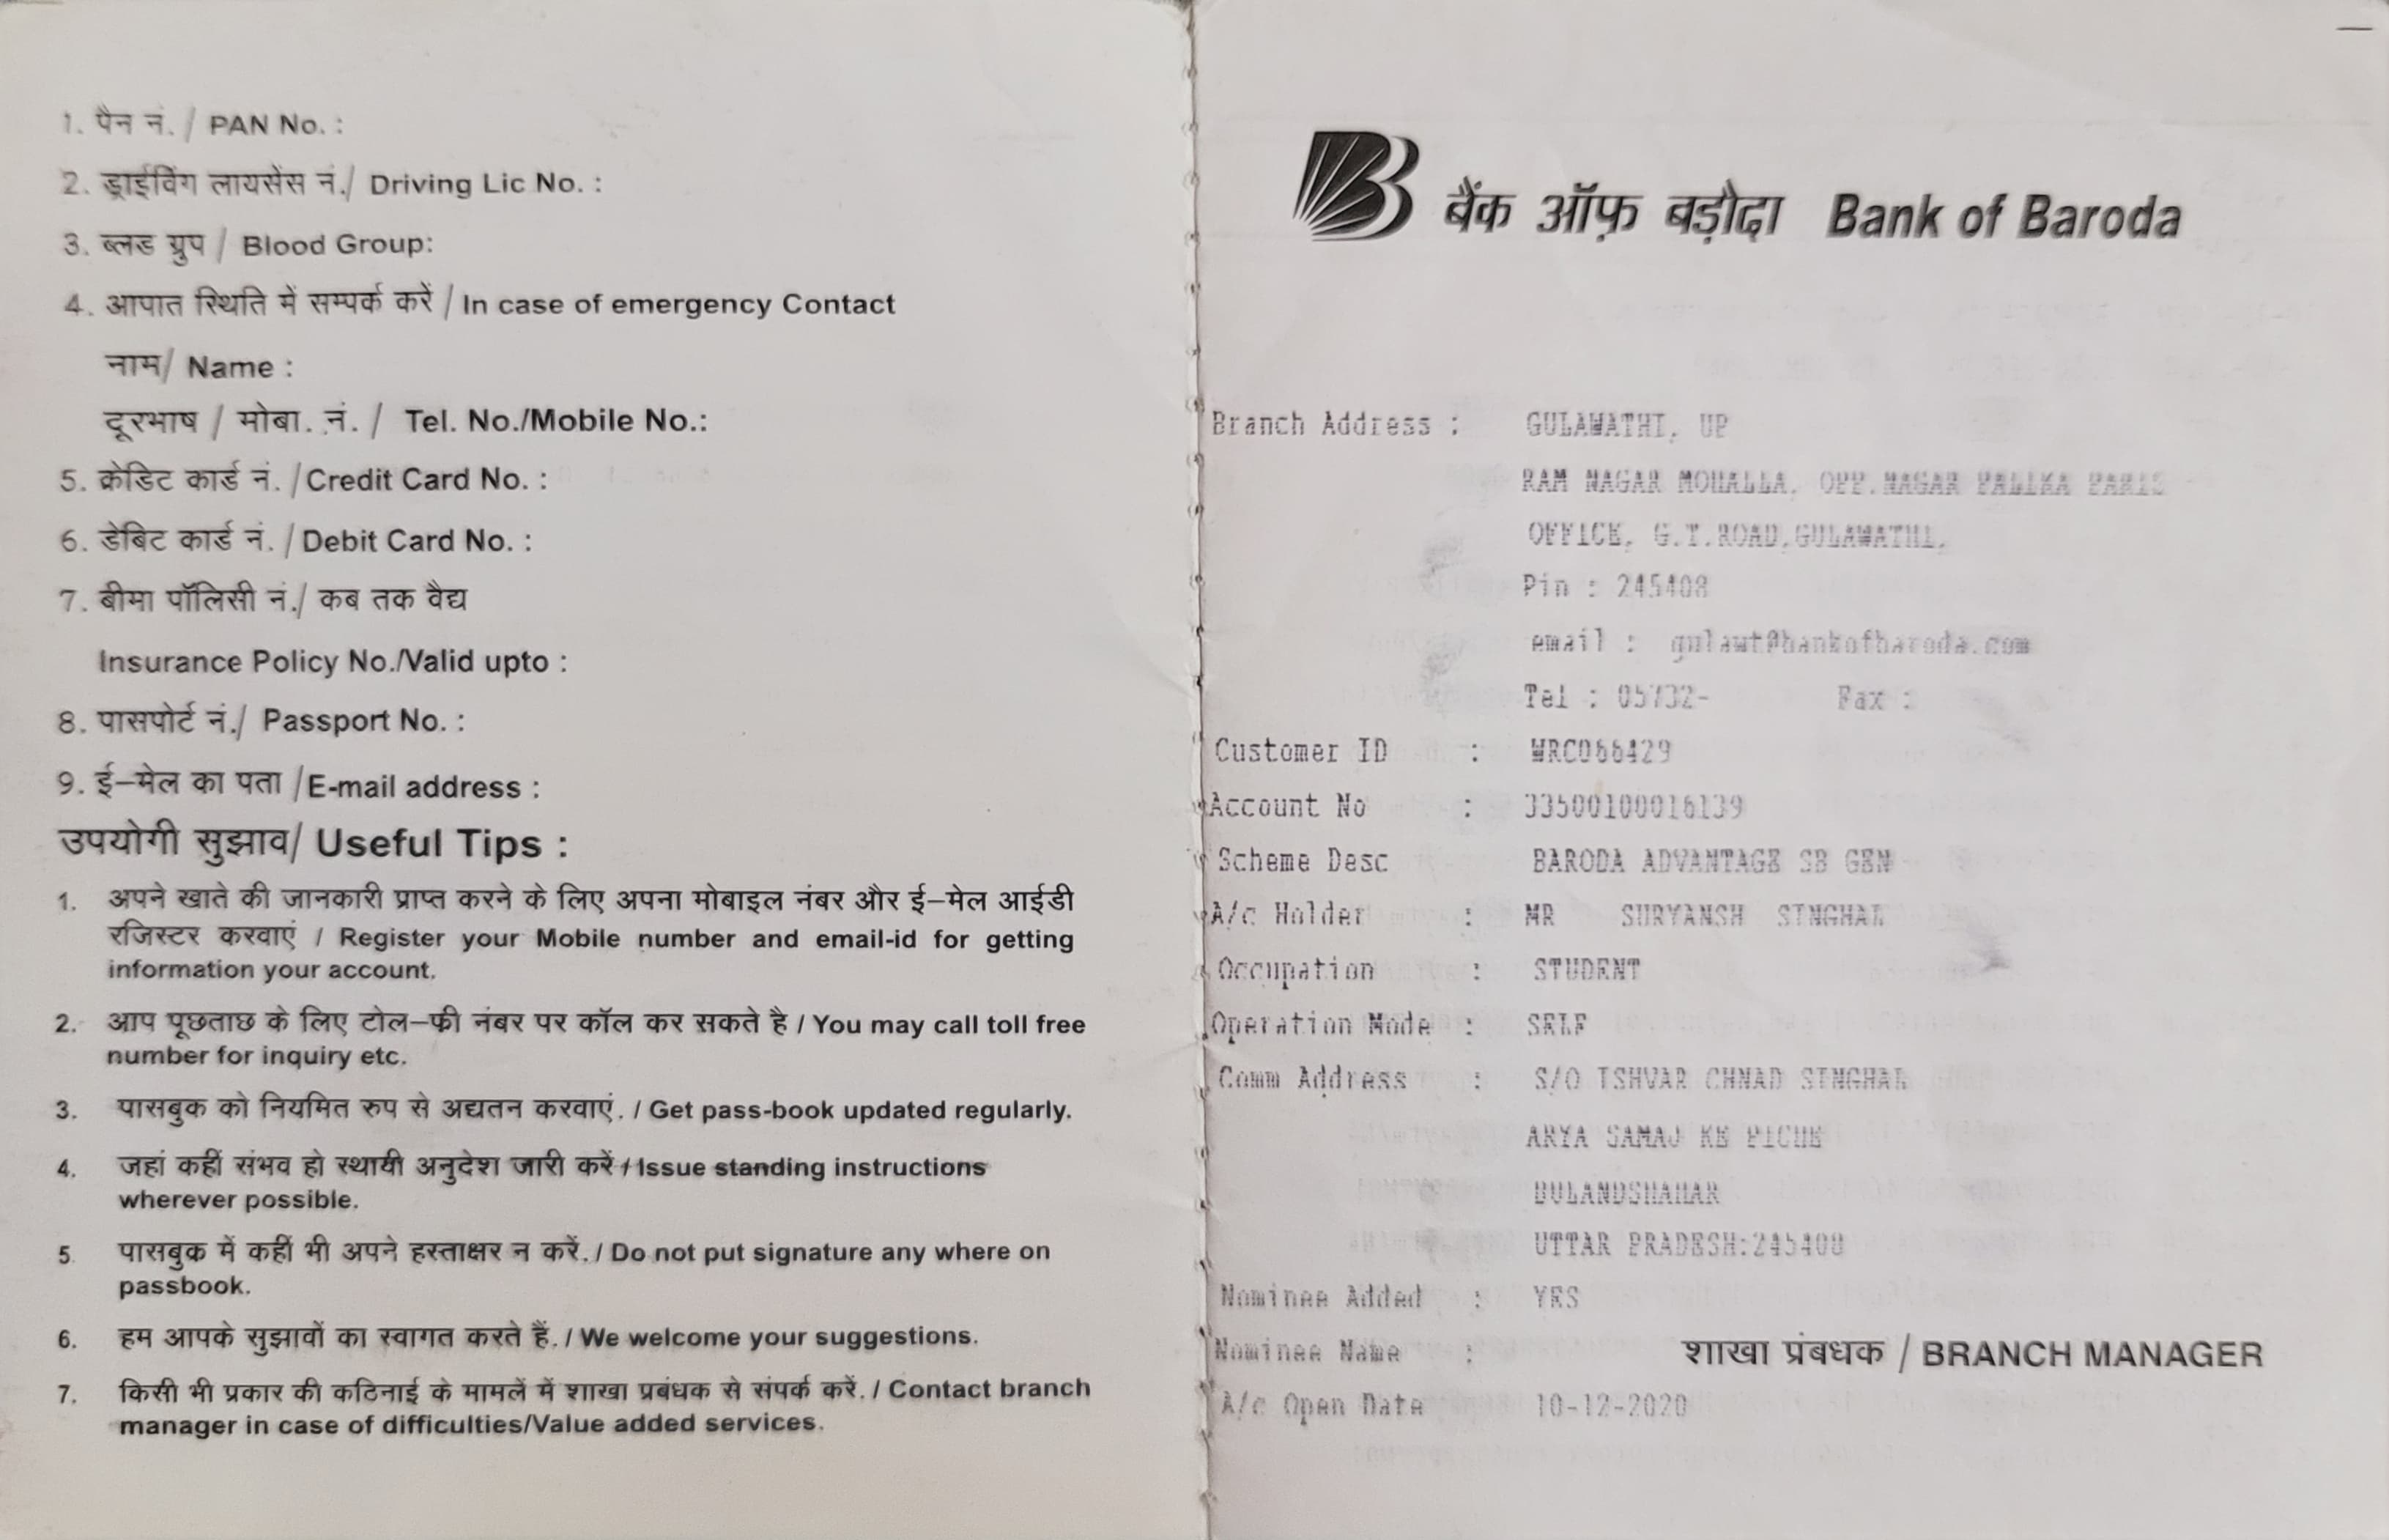 1. पैन नं. / PAN No. :
2. ड्राईविंग लायसेंस नं./ Driving Lic No. :
3. ब्लड ग्रुप / Blood Group:
4. आपात स्थिति में सम्पर्क करें / In case of emergency Contact
नाम/ Name :
दूरभाष / मोबा. नं. / Tel. No./Mobile No.:
5. क्रेडिट कार्ड नं. /Credit Card No. :
6. डेबिट कार्ड नं. /Debit Card No. :
7. बीमा पॉलिसी नं./ कब तक वैद्य
Insurance Policy No./Valid upto :
8. पासपोर्ट नं./ Passport No. :
9. ई–मेल का पता /E-mail address :
उपयोगी सुझाव/ Useful Tips :
1. अपने खाते की जानकारी प्राप्त करने के लिए अपना मोबाइल नंबर और ई–मेल आईडी
रजिस्टर करवाएं / Register your Mobile number and email-id for getting
information your account.
2. आप पूछताछ के लिए टोल–फी नंबर पर कॉल कर सकते है / You may call toll free
number for inquiry etc.
3. पासबुक को नियमित रुप से अद्यतन करवाएं. / Get pass-book updated regularly.
4. जहां कहीं संभव हो स्थायी अनुदेश जारी करें / Issue standing instructions
wherever possible.
5. पासबुक में कहीं भी अपने हस्ताक्षर न करें. / Do not put signature any where on
passbook.
6. हम आपके सुझावों का स्वागत करते हैं. / We welcome your suggestions.
7. किसी भी प्रकार की कठिनाई के मामलें में शाखा प्रबंधक से संपर्क करें. / Contact branch
manager in case of difficulties/Value added services.
बैंक ऑफ़ बड़ौदा Bank of Baroda
Branch Address : GULAWATHI, UP
RAM NAGAR MOHALLA, OPP.NAGAR PALIKA PARIS
OFFICE, G.T.ROAD,GULAWATHI,
Pin : 245408
email : gulawt@bankofbaroda.com
Tel : 05732- Fax :
Customer ID : WRC066429
Account No : 33500100016139
Scheme Desc BARODA ADVANTAGE SB GEN
A/c Holder : MR SURYANSH SINGHAL
Occupation : STUDENT
Operation Mode : SELF
Comm Address : S/O ISHVAR CHNAD SINGHAL
ARYA SAMAJ KE PICHE
BULANDSHAHAR
UTTAR PRADESH:245408
Nominee Added : YES
Nominee Name :
शाखा प्रंबधक / BRANCH MANAGER
A/c Open Date 10-12-2020